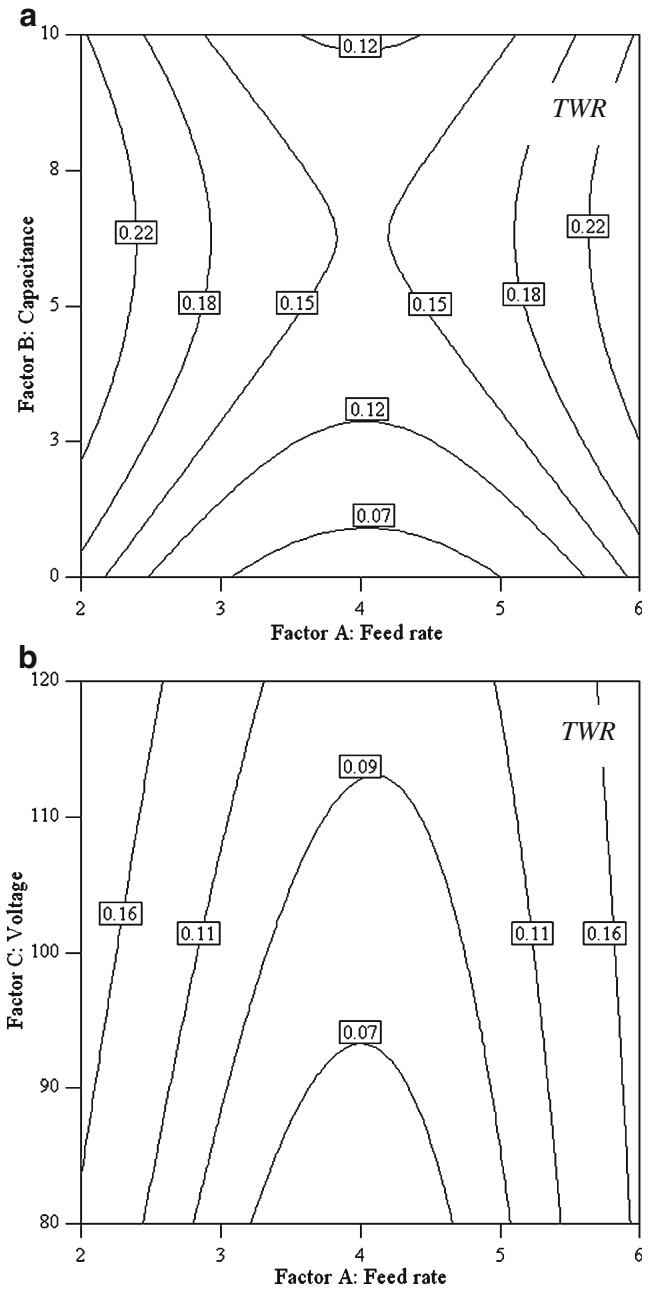 a
10
0.12
TWR
8
0.22
0.22
0.18
0.18
5
0.15
0.15
Factor B: Capacitance
0.12
3
0.07
0
2 3 4 5 6
Factor A: Feed rate
b
120
TWR
0.09
110
0.16
0.11
0.11
0.16
100
Factor C: Voltage
0.07
90
80
2 3 4 5 6
Factor A: Feed rate